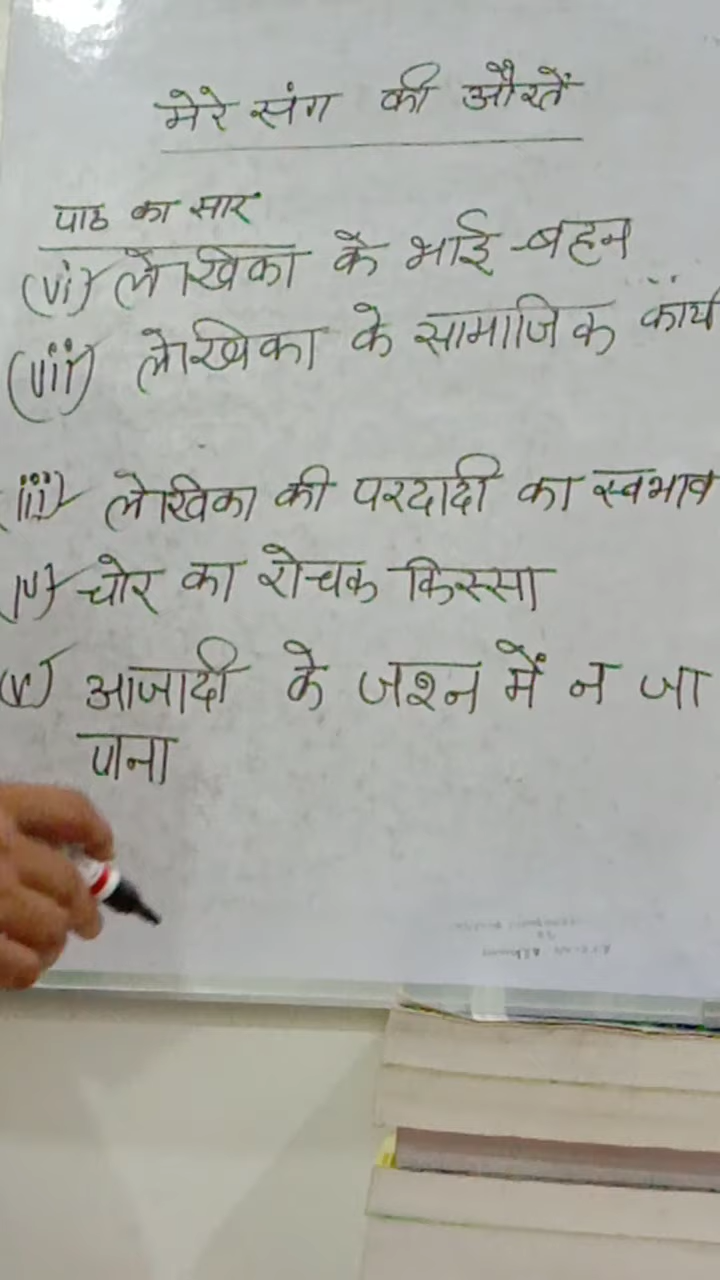 मेरे संग की औरतें
पाठ का सार
(vi) लेखिका के भाई-बहन
(vii) लेखिका के सामाजिक कार्य
(iii) लेखिका की परदादी का स्वभाव
(iv) चोर का रोचक किस्सा
(v) आजादी के जश्न में न जा
पाना